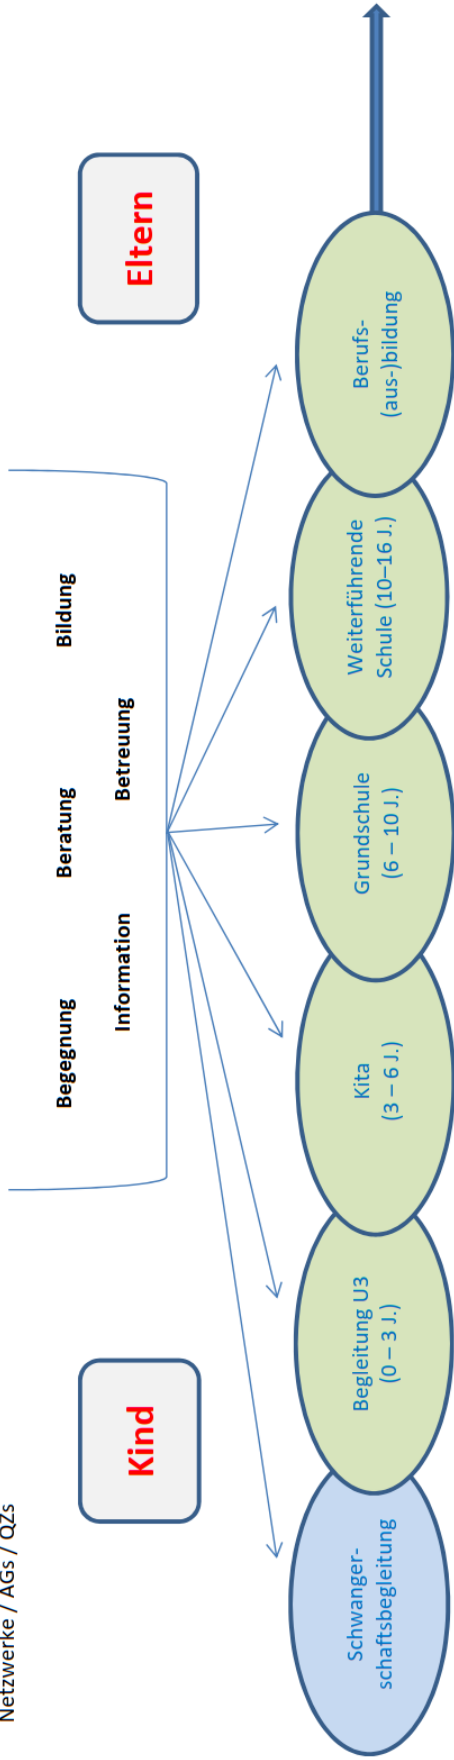 Netzwerke / AGs / QZs
Begegnung Beratung Bildung
Information Betreuung
Kind
Eltern
Schwanger-
schaftsbegleitung
Begleitung U3
(0 – 3 J.)
Kita
(3 – 6 J.)
Grundschule
(6 – 10 J.)
Weiterführende
Schule (10–16 J.)
Berufs-
(aus-)bildung